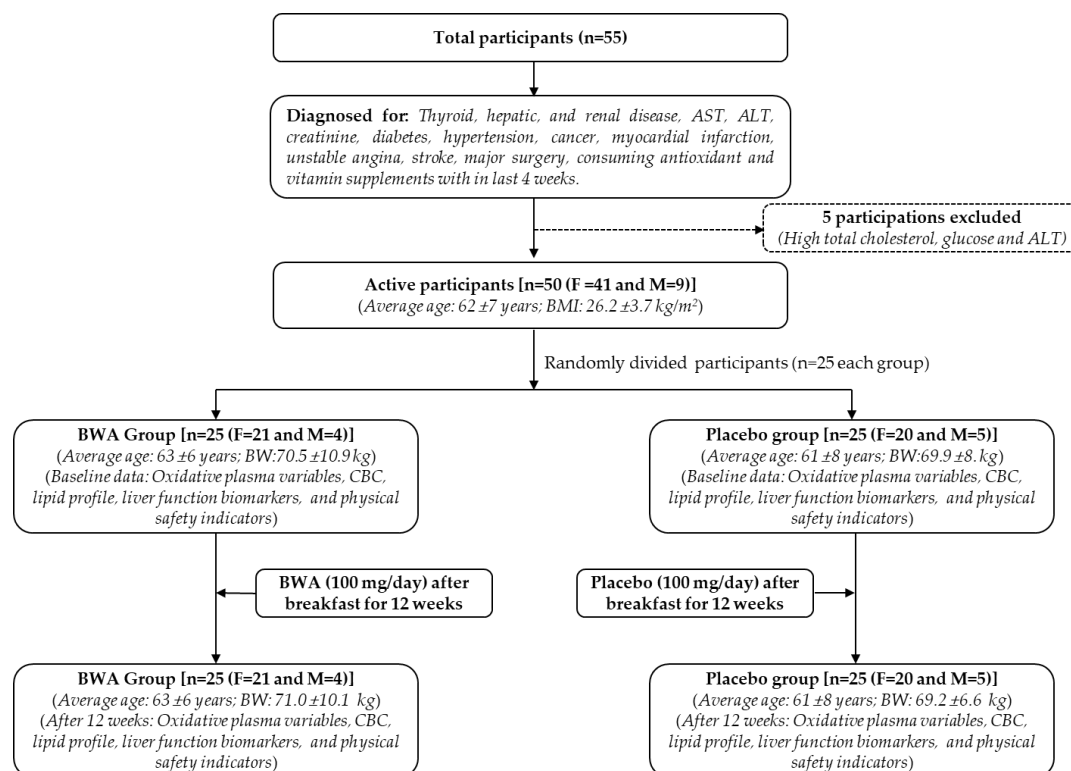 Total participants (n=55)
Diagnosed for: Thyroid, hepatic, and renal disease, AST, ALT,
creatinine, diabetes, hypertension, cancer, myocardial infarction,
unstable angina, stroke, major surgery, consuming antioxidant and
vitamin supplements with in last 4 weeks.
5 participations excluded
(High total cholesterol, glucose and ALT)
Active participants [n=50 (F =41 and M=9)]
(Average age: 62 ±7 years; BMI: 26.2 ±3.7 kg/m²)
Randomly divided participants (n=25 each group)
BWA Group [n=25 (F=21 and M=4)]
(Average age: 63 ±6 years; BW:70.5 ±10.9 kg)
(Baseline data: Oxidative plasma variables, CBC,
lipid profile, liver function biomarkers, and physical
safety indicators)
Placebo group [n=25 (F=20 and M=5)]
(Average age: 61 ±8 years; BW:69.9 ±8. kg)
(Baseline data: Oxidative plasma variables, CBC,
lipid profile, liver function biomarkers, and physical
safety indicators)
BWA (100 mg/day) after
breakfast for 12 weeks
Placebo (100 mg/day) after
breakfast for 12 weeks
BWA Group [n=25 (F=21 and M=4)]
(Average age: 63 ±6 years; BW: 71.0 ±10.1 kg)
(After 12 weeks: Oxidative plasma variables, CBC,
lipid profile, liver function biomarkers, and physical
safety indicators)
Placebo group [n=25 (F=20 and M=5)]
(Average age: 61 ±8 years; BW: 69.2 ±6.6 kg)
(After 12 weeks: Oxidative plasma variables, CBC,
lipid profile, liver function biomarkers, and physical
safety indicators)